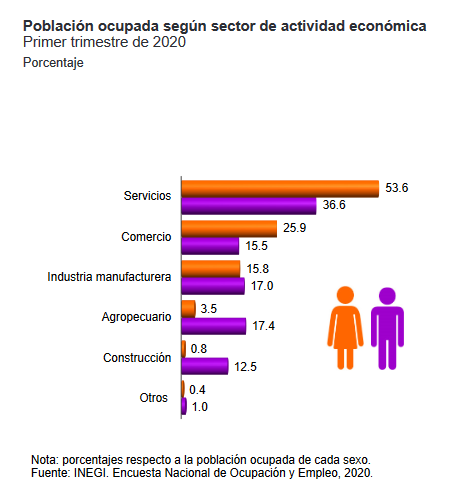 Población ocupada según sector de actividad económica
Primer trimestre de 2020
Porcentaje
Servicios
53.6
36.6
Comercio
25.9
15.5
Industria manufacturera
15.8
17.0
Agropecuario
3.5
17.4
Construcción
0.8
12.5
Otros
0.4
1.0
Nota: porcentajes respecto a la población ocupada de cada sexo.
Fuente: INEGI. Encuesta Nacional de Ocupación y Empleo, 2020.